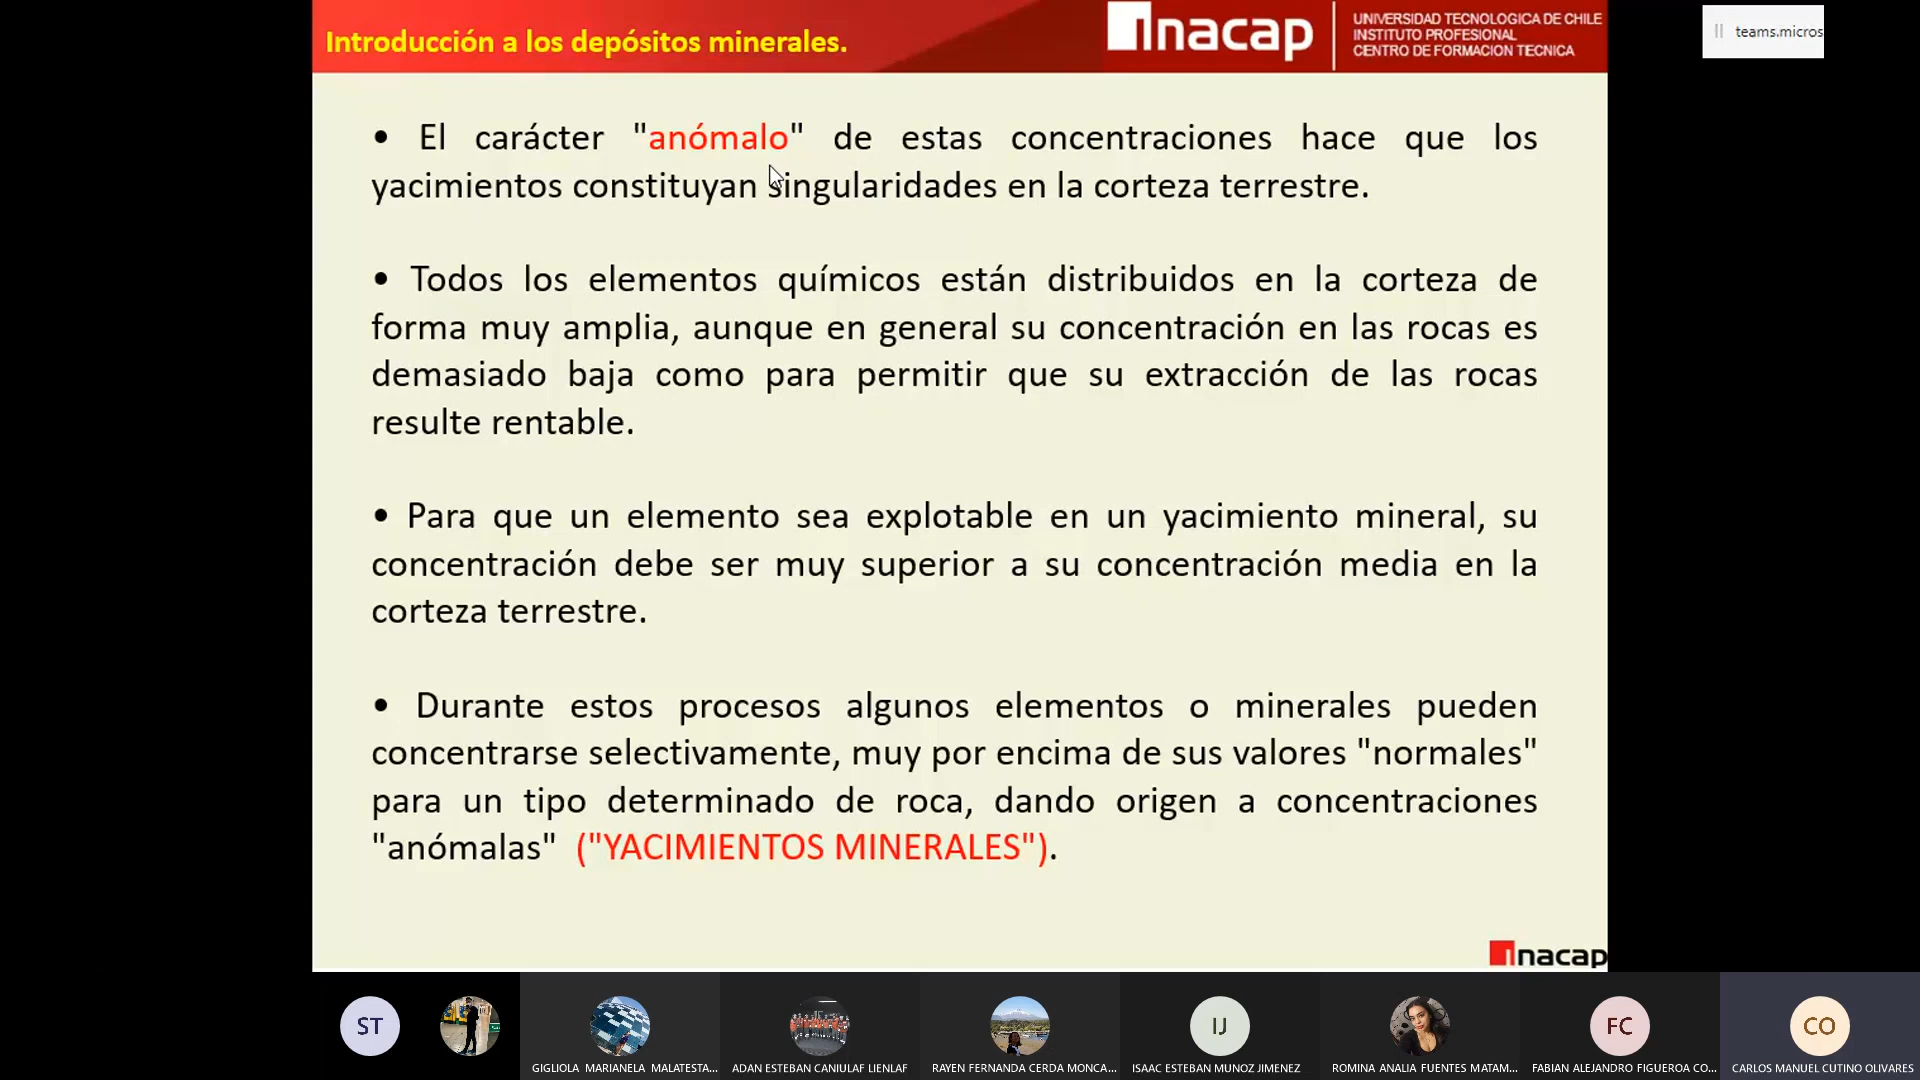 Introducción a los depósitos minerales.
inacap
UNIVERSIDAD TECNOLOGICA DE CHILE
INSTITUTO PROFESIONAL
CENTRO DE FORMACION TECNICA
teams.micros
• El carácter "anómalo" de estas concentraciones hace que los
yacimientos constituyan singularidades en la corteza terrestre.
• Todos los elementos químicos están distribuidos en la corteza de
forma muy amplia, aunque en general su concentración en las rocas es
demasiado baja como para permitir que su extracción de las rocas
resulte rentable.
• Para que un elemento sea explotable en un yacimiento mineral, su
concentración debe ser muy superior a su concentración media en la
corteza terrestre.
• Durante estos procesos algunos elementos o minerales pueden
concentrarse selectivamente, muy por encima de sus valores "normales"
para un tipo determinado de roca, dando origen a concentraciones
"anómalas" ("YACIMIENTOS MINERALES").
inacap
ST
IJ
FC
CO
GIGLIOLA MARIANELA MALATESTA...
ADAN ESTEBAN CANIULAF LIENLAF
RAYEN FERNANDA CERDA MONCA...
ISAAC ESTEBAN MUNOZ JIMENEZ
ROMINA ANALIA FUENTES MATAM...
FABIAN ALEJANDRO FIGUEROA CO...
CARLOS MANUEL CUTINO OLIVARES